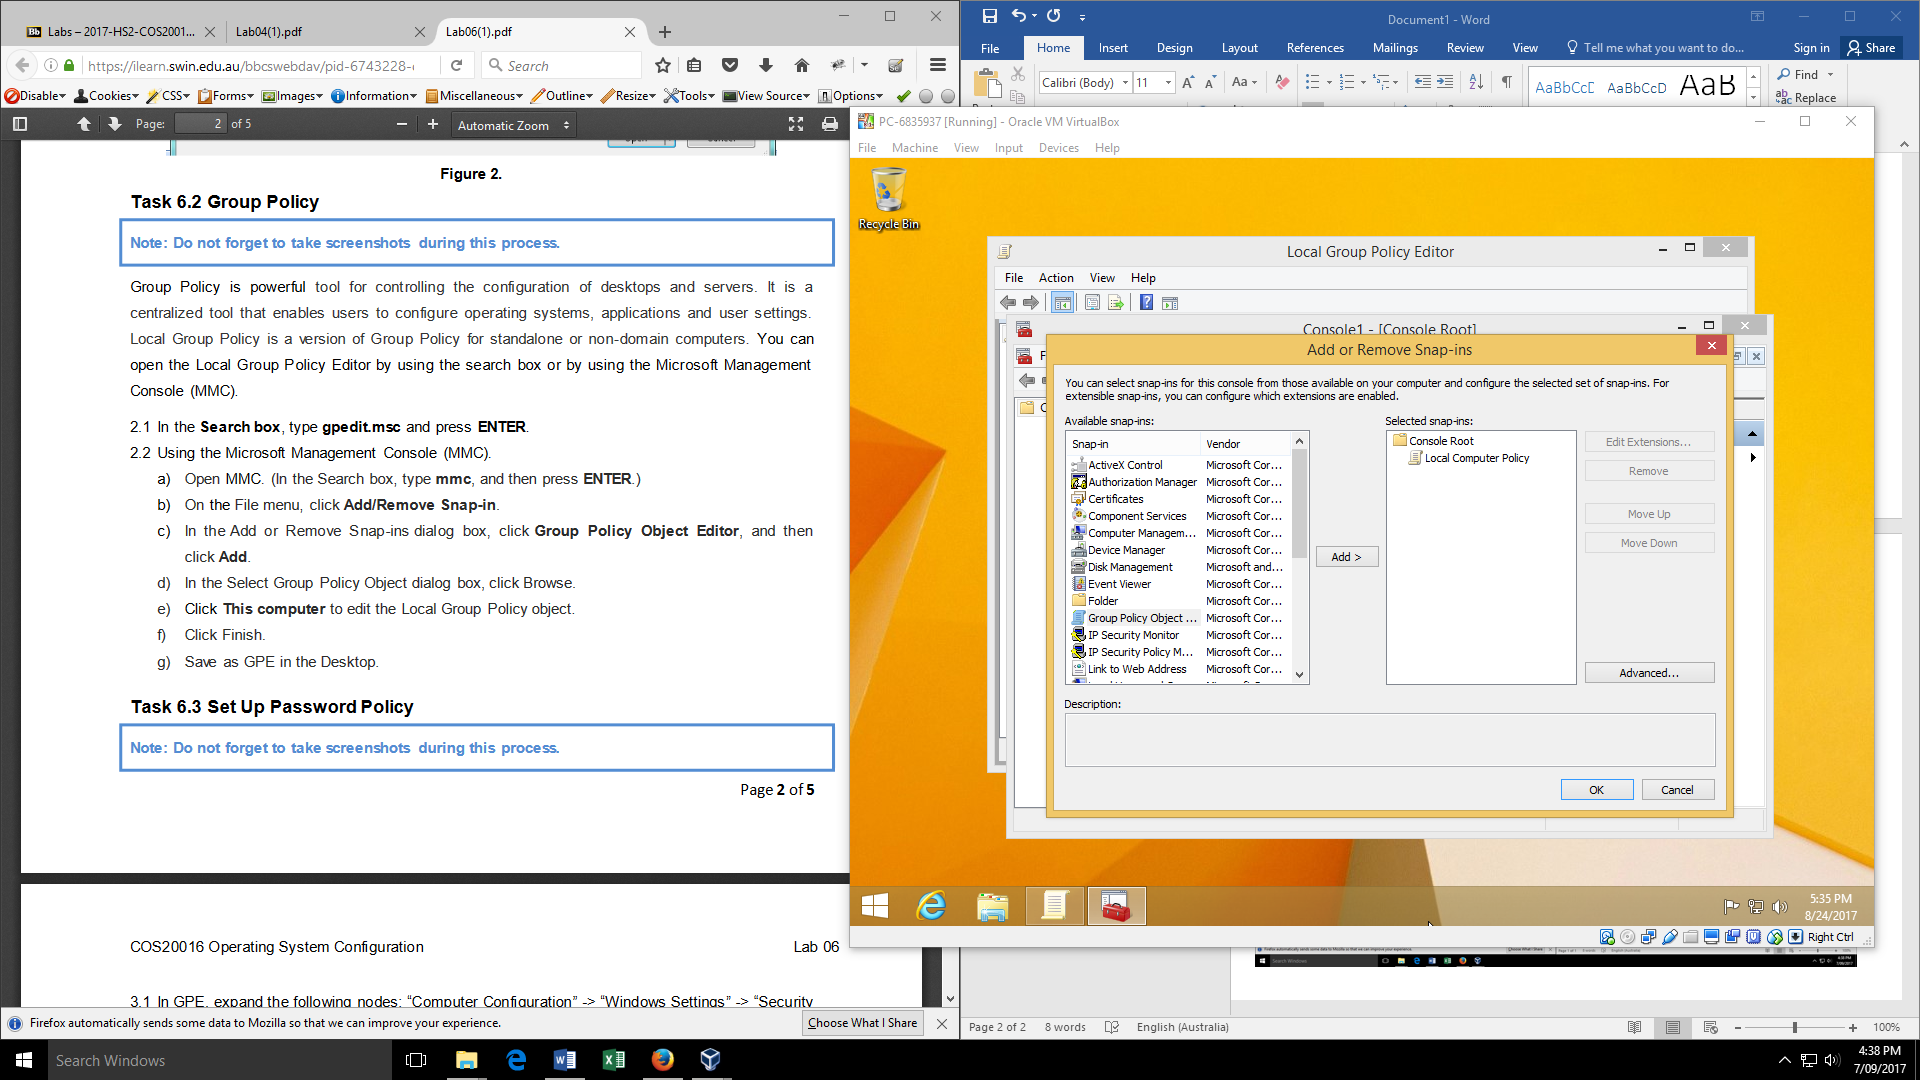 Labs – 2017-HS2-COS2001...
Lab04(1).pdf
Lab06(1).pdf
https://ilearn.swin.edu.au/bbcswebdav/pid-6743228-
Search
Disable
Cookies
CSS
Forms
Images
Information
Miscellaneous
Outline
Resize
Tools
View Source
Options
Page:
2
of 5
Automatic Zoom
Figure 2.
Task 6.2 Group Policy
Note: Do not forget to take screenshots during this process.
Group Policy is powerful tool for controlling the configuration of desktops and servers. It is a
centralized tool that enables users to configure operating systems, applications and user settings.
Local Group Policy is a version of Group Policy for standalone or non-domain computers. You can
open the Local Group Policy Editor by using the search box or by using the Microsoft Management
Console (MMC).
2.1 In the Search box, type gpedit.msc and press ENTER.
2.2 Using the Microsoft Management Console (MMC).
a) Open MMC. (In the Search box, type mmc, and then press ENTER.)
b) On the File menu, click Add/Remove Snap-in.
c) In the Add or Remove Snap-ins dialog box, click Group Policy Object Editor, and then
click Add.
d) In the Select Group Policy Object dialog box, click Browse.
e) Click This computer to edit the Local Group Policy object.
f) Click Finish.
g) Save as GPE in the Desktop.
Task 6.3 Set Up Password Policy
Note: Do not forget to take screenshots during this process.
Page 2 of 5
COS20016 Operating System Configuration
Lab 06
3.1 In GPE, expand the following nodes: “Computer Configuration” -> “Windows Settings” -> “Security
Firefox automatically sends some data to Mozilla so that we can improve your experience.
Choose What I Share
Document1 - Word
File
Home
Insert
Design
Layout
References
Mailings
Review
View
Tell me what you want to do...
Sign in
Share
Calibri (Body)
11
Aa
AaBbCcDc
AaBbCcD
AaB
Find
Replace
PC-6835937 [Running] - Oracle VM VirtualBox
File
Machine
View
Input
Devices
Help
Recycle Bin
Local Group Policy Editor
File
Action
View
Help
Console1 - [Console Root]
Add or Remove Snap-ins
You can select snap-ins for this console from those available on your computer and configure the selected set of snap-ins. For
extensible snap-ins, you can configure which extensions are enabled.
Available snap-ins:
Snap-in
Vendor
ActiveX Control
Microsoft Cor...
Authorization Manager
Microsoft Cor...
Certificates
Microsoft Cor...
Component Services
Microsoft Cor...
Computer Managem...
Microsoft Cor...
Device Manager
Microsoft Cor...
Disk Management
Microsoft and...
Event Viewer
Microsoft Cor...
Folder
Microsoft Cor...
Group Policy Object ...
Microsoft Cor...
IP Security Monitor
Microsoft Cor...
IP Security Policy M...
Microsoft Cor...
Link to Web Address
Microsoft Cor...
Add >
Selected snap-ins:
Console Root
Local Computer Policy
Edit Extensions...
Remove
Move Up
Move Down
Advanced...
Description:
OK
Cancel
5:35 PM
8/24/2017
Right Ctrl
Page 2 of 2
8 words
English (Australia)
100%
Search Windows
4:38 PM
7/09/2017